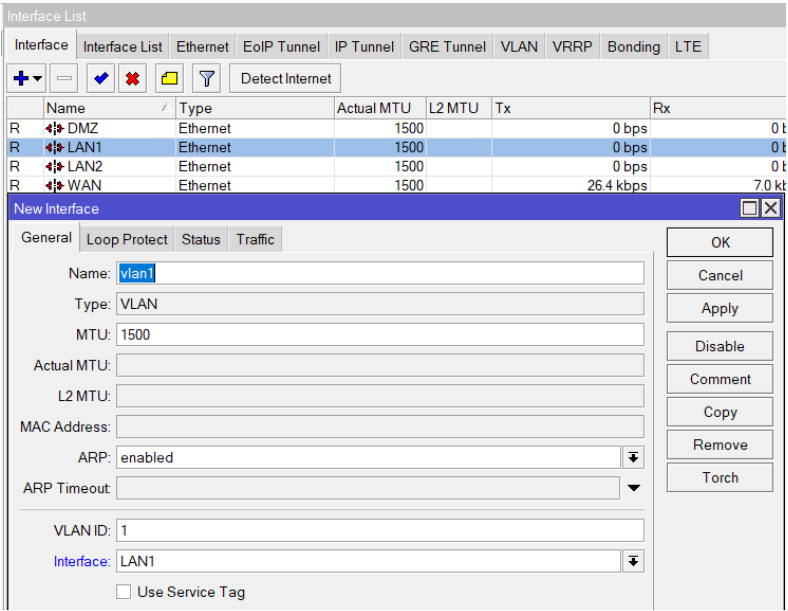 Interface List
Interface Interface List Ethernet EoIP Tunnel IP Tunnel GRE Tunnel VLAN VRRP Bonding LTE
Detect Internet
Name Type Actual MTU L2 MTU Tx Rx
R DMZ Ethernet 1500 0 bps 0
R LAN1 Ethernet 1500 0 bps 0
R LAN2 Ethernet 1500 0 bps 0
R WAN Ethernet 1500 26.4 kbps 7.0 kb
New Interface
General Loop Protect Status Traffic
OK
Name: vlan1
Cancel
Type: VLAN
Apply
MTU: 1500
Disable
Actual MTU:
Comment
L2 MTU:
Copy
MAC Address:
Remove
ARP: enabled
Torch
ARP Timeout:
VLAN ID: 1
Interface: LAN1
Use Service Tag